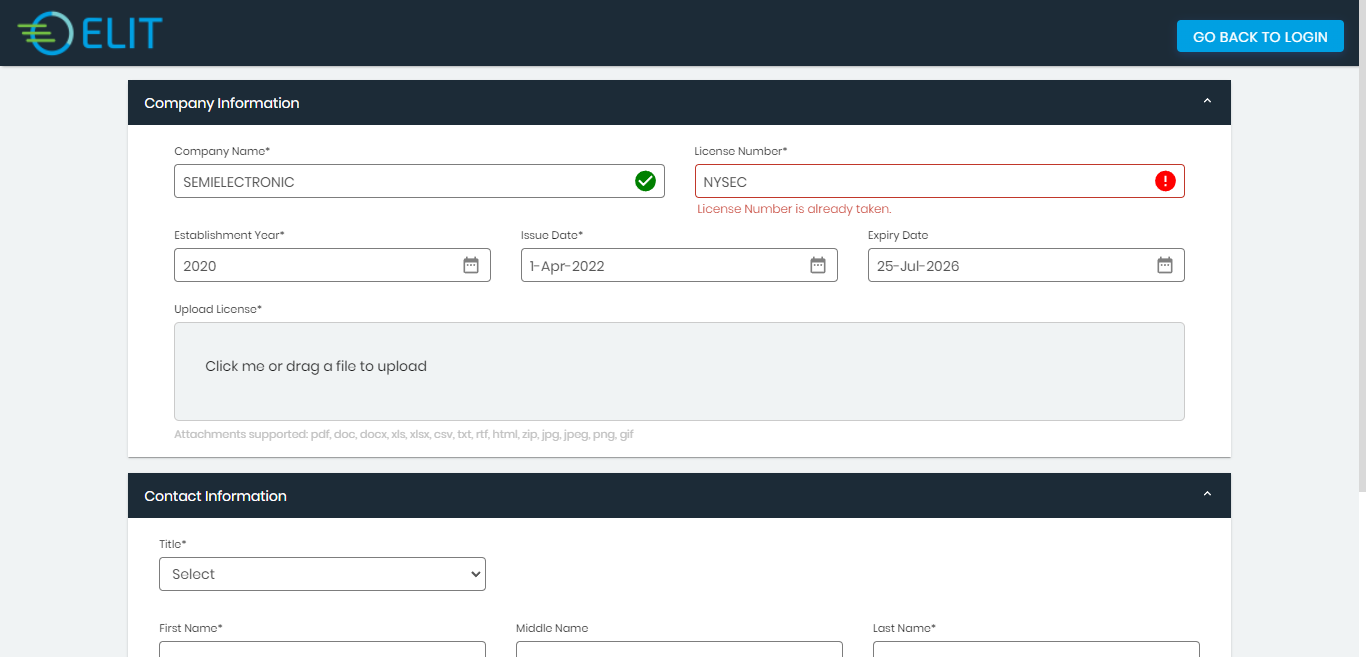 ELIT
GO BACK TO LOGIN
Company Information
Company Name*
License Number*
SEMIELECTRONIC
NYSEC
License Number is already taken.
Establishment Year*
Issue Date*
Expiry Date
2020
1-Apr-2022
25-Jul-2026
Upload License*
Click me or drag a file to upload
Attachments supported: pdf, doc, docx, xls, xlsx, csv, txt, rtf, html, zip, jpg, jpeg, png, gif
Contact Information
Title*
Select
First Name*
Middle Name
Last Name*